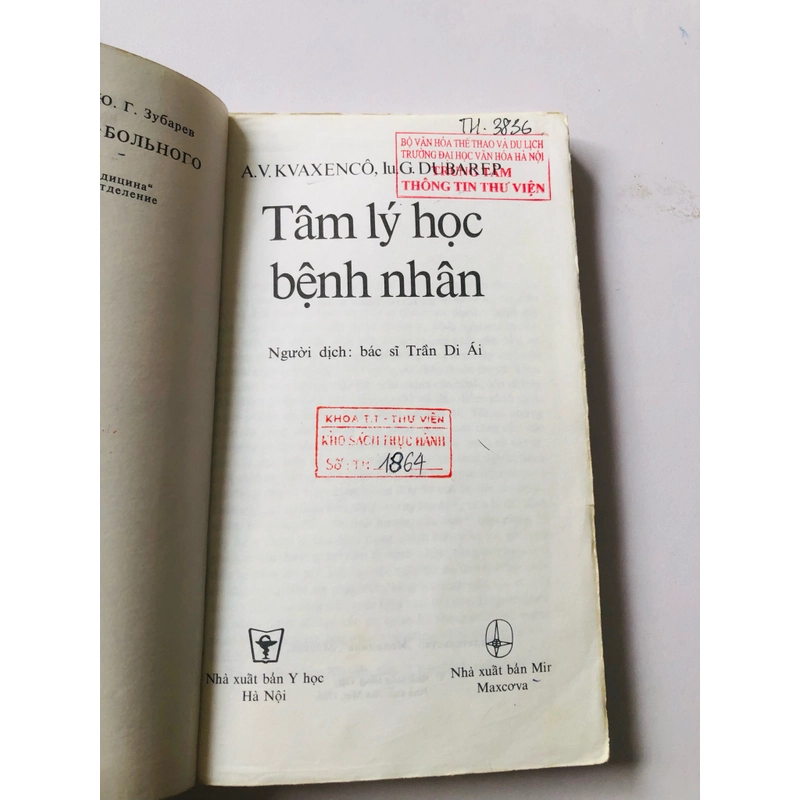 Ю. Г. Зубарев
БОЛЬНОГО
дицина"
тделение
TH. 3836
BỘ VĂN HÓA THỂ THAO VÀ DU LỊCH
TRƯỜNG ĐẠI HỌC VĂN HÓA HÀ NỘI
TRUNG TÂM
THÔNG TIN THƯ VIỆN
A.V. KVAXENCÔ, Iu.G. DUBAREP
Tâm lý học
bệnh nhân
Người dịch: bác sĩ Trần Di Ái
KHOA T.T - THƯ VIỆN
KHO SÁCH THỰC HÀNH
Số: TH 1864
Nhà xuất bản Y học
Hà Nội
Nhà xuất bản Mir
Maxcơva